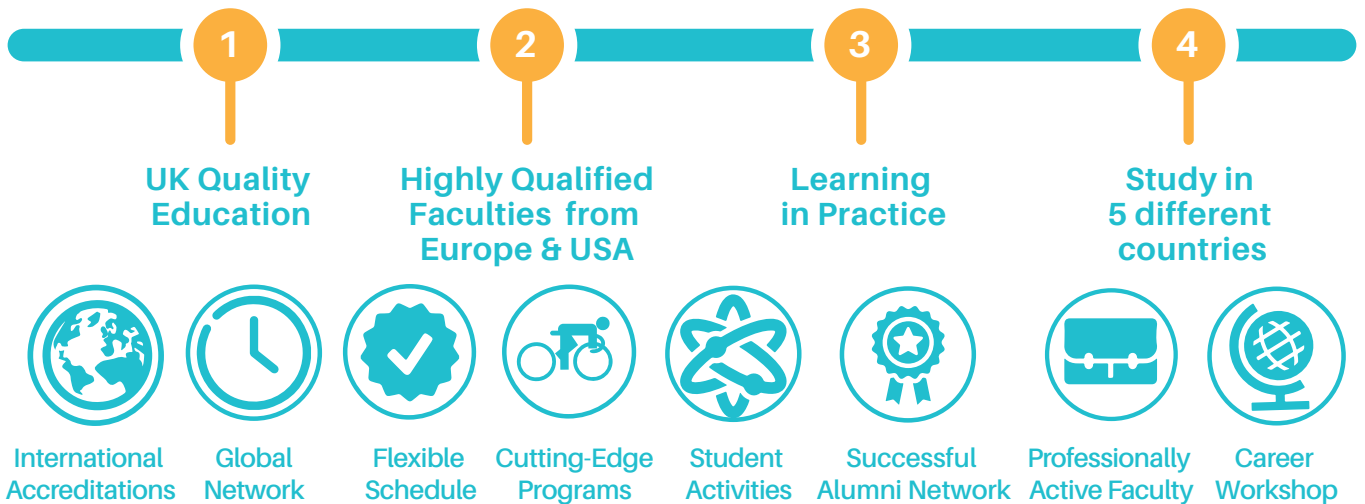 1
2
3
4
UK Quality
Education
Highly Qualified
Faculties from
Europe & USA
Learning
in Practice
Study in
5 different
countries
International
Accreditations
Global
Network
Flexible
Schedule
Cutting-Edge
Programs
Student
Activities
Successful
Alumni Network
Professionally
Active Faculty
Career
Workshop